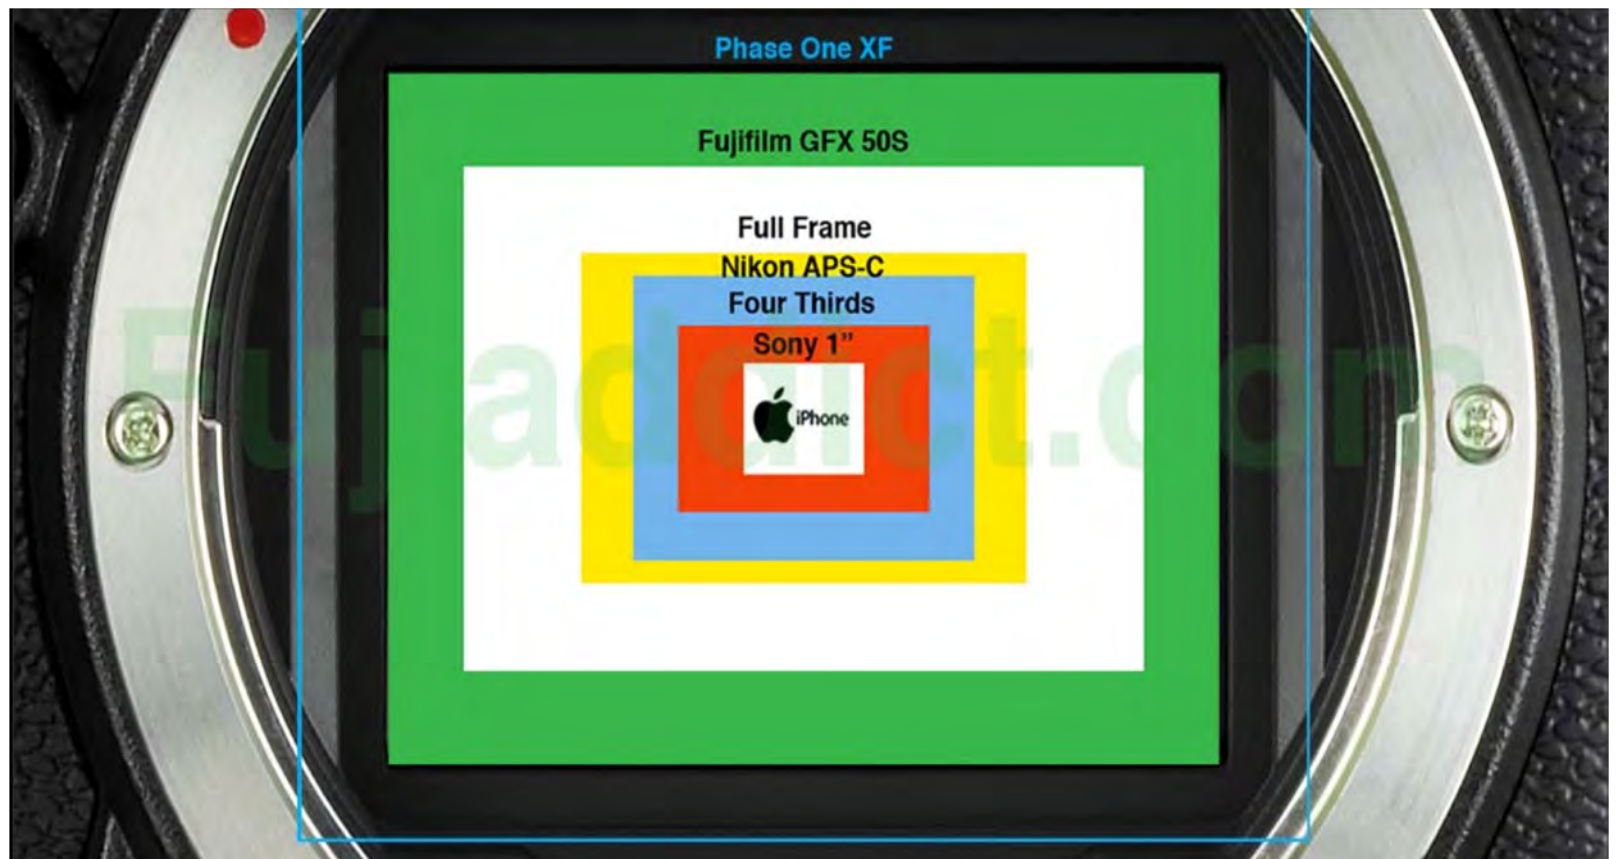 Phase One XF
Fujifilm GFX 50S
Full Frame
Nikon APS-C
Four Thirds
Sony 1”
iPhone
Fujiaddict.com